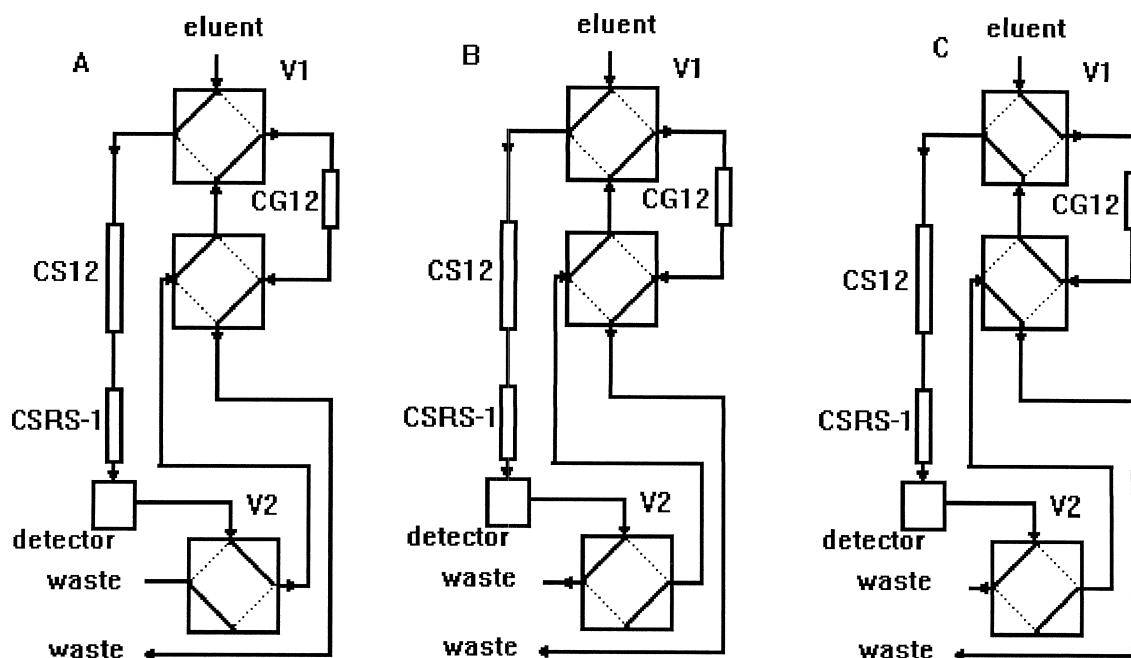 A
eluent
V1
CG12
CS12
CSRS-1
V2
detector
waste
waste
B
eluent
V1
CG12
CS12
CSRS-1
V2
detector
waste
waste
C
eluent
V1
CG12
CS12
CSRS-1
V2
detector
waste
waste